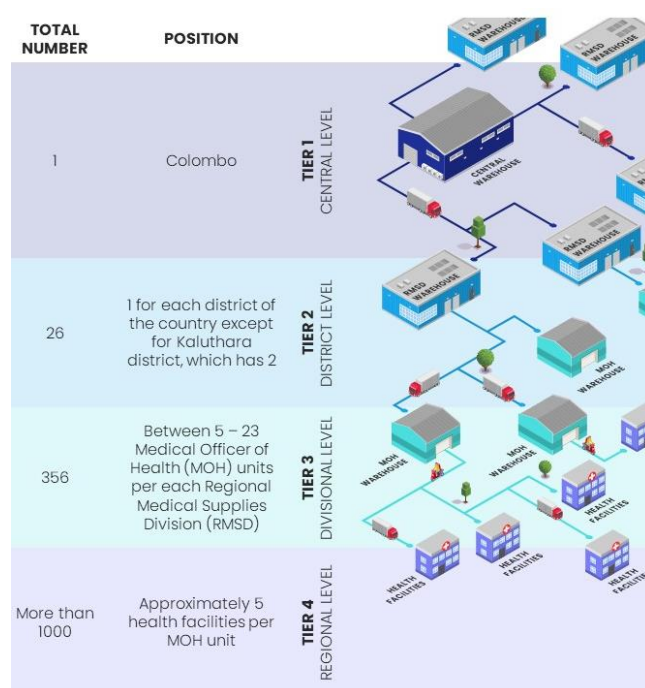 TOTAL
NUMBER
POSITION
RMSD
WAREHOUSE
RMSD
WAREHOUSE
1
Colombo
TIER 1
CENTRAL LEVEL
CENTRAL
WAREHOUSE
RMSD
WAREHOUSE
26
1 for each district of
the country except
for Kaluthara
district, which has 2
TIER 2
DISTRICT LEVEL
RMSD
WAREHOUSE
MOH
WAREHOUSE
356
Between 5 – 23
Medical Officer of
Health (MOH) units
per each Regional
Medical Supplies
Division (RMSD)
TIER 3
DIVISIONAL LEVEL
MOH
WAREHOUSE
MOH
WAREHOUSE
HEALTH
FACILITIES
More than
1000
Approximately 5
health facilities per
MOH unit
TIER 4
REGIONAL LEVEL
HEALTH
FACILITIES
HEALTH
FACILITIES
HEALTH
FACILITIES